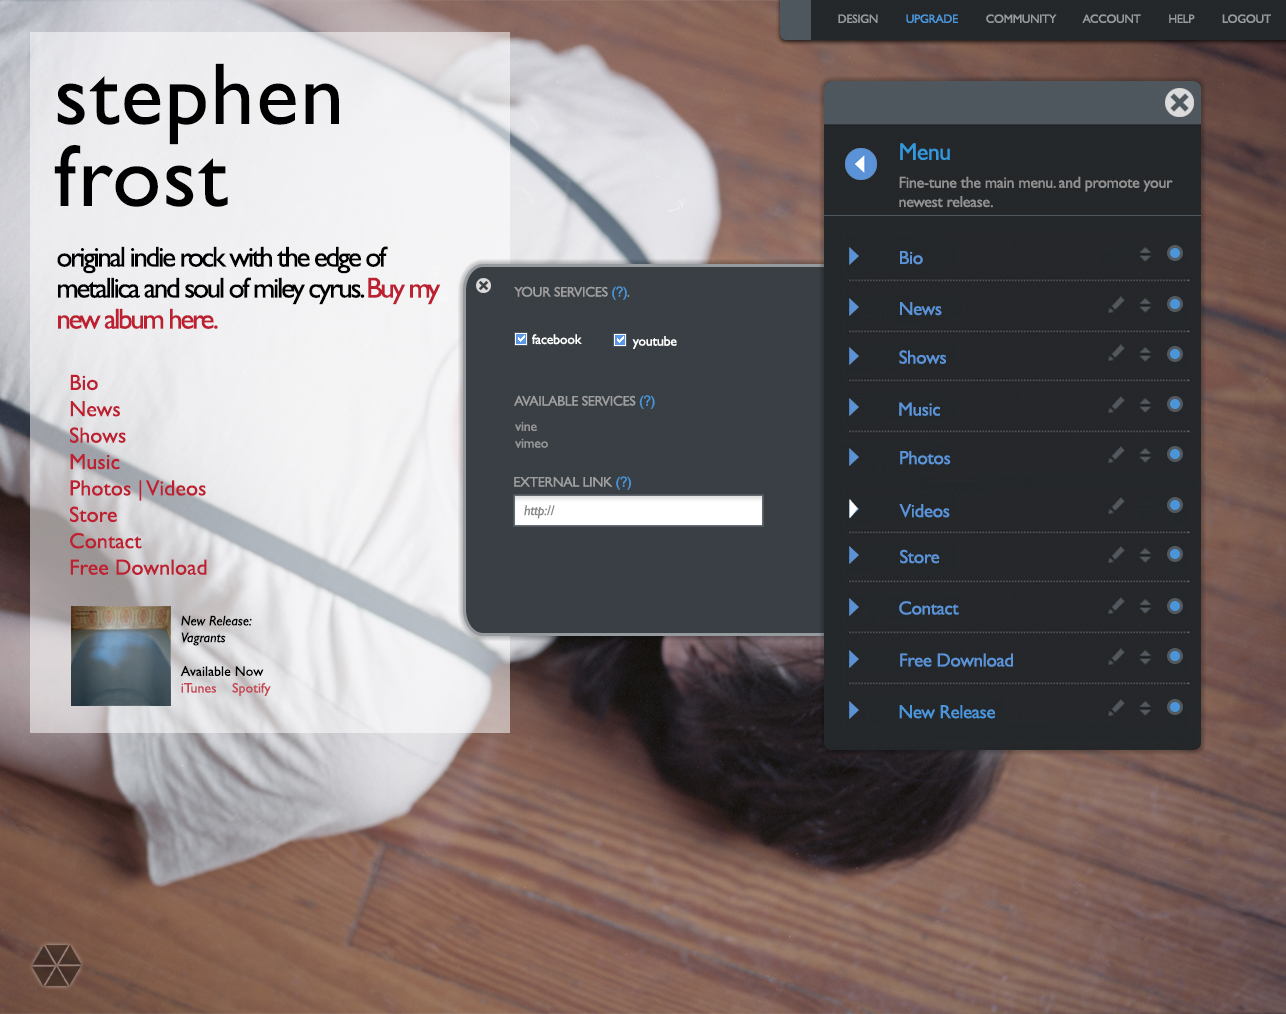 DESIGN UPGRADE COMMUNITY ACCOUNT HELP LOGOUT
stephen
frost
original indie rock with the edge of
metallica and soul of miley cyrus. Buy my
new album here.
Bio
News
Shows
Music
Photos | Videos
Store
Contact
Free Download
New Release:
Vagrants
Available Now
iTunes Spotify
YOUR SERVICES (?).
facebook youtube
AVAILABLE SERVICES (?)
vine
vimeo
EXTERNAL LINK (?)
http://
Menu
Fine-tune the main menu. and promote your
newest release.
Bio
News
Shows
Music
Photos
Videos
Store
Contact
Free Download
New Release